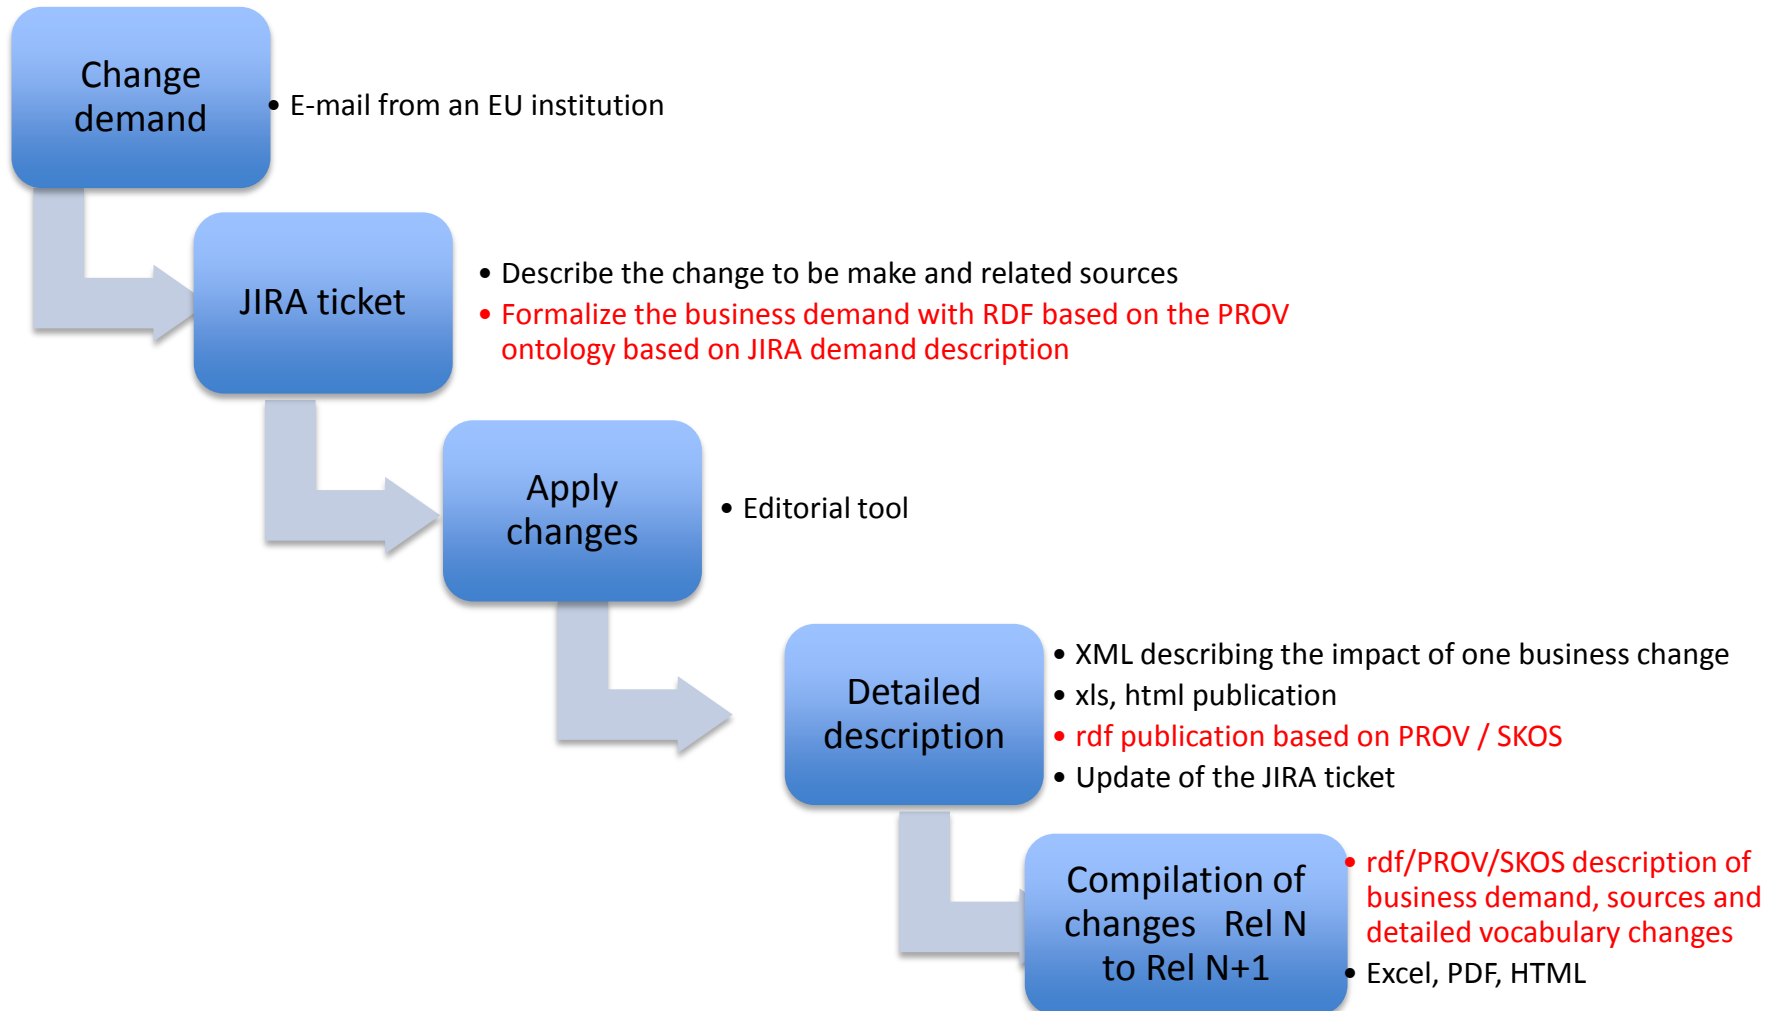 Change
demand
• E-mail from an EU institution
JIRA ticket
• Describe the change to be make and related sources
• Formalize the business demand with RDF based on the PROV
ontology based on JIRA demand description
Apply
changes
• Editorial tool
Detailed
description
• XML describing the impact of one business change
• xls, html publication
• rdf publication based on PROV / SKOS
• Update of the JIRA ticket
Compilation of
changes Rel N
to Rel N+1
• rdf/PROV/SKOS description of
business demand, sources and
detailed vocabulary changes
• Excel, PDF, HTML